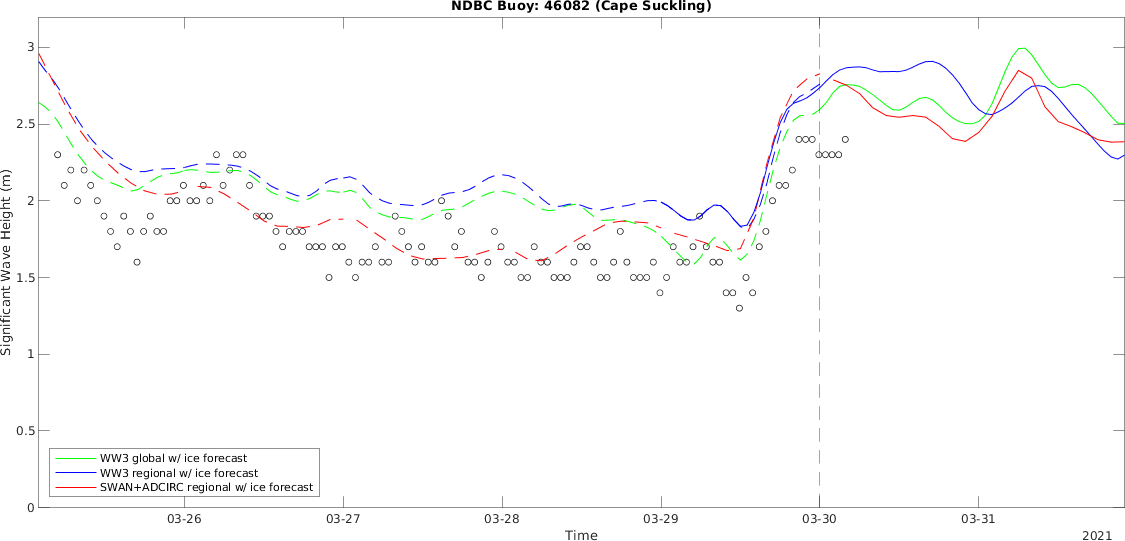 NDBC Buoy: 46082 (Cape Suckling)
Significant Wave Height (m)
3
2.5
2
1.5
1
0.5
0
WW3 global w/ ice forecast
WW3 regional w/ ice forecast
SWAN+ADCIRC regional w/ ice forecast
03-26
03-27
03-28
03-29
03-30
03-31
Time
2021